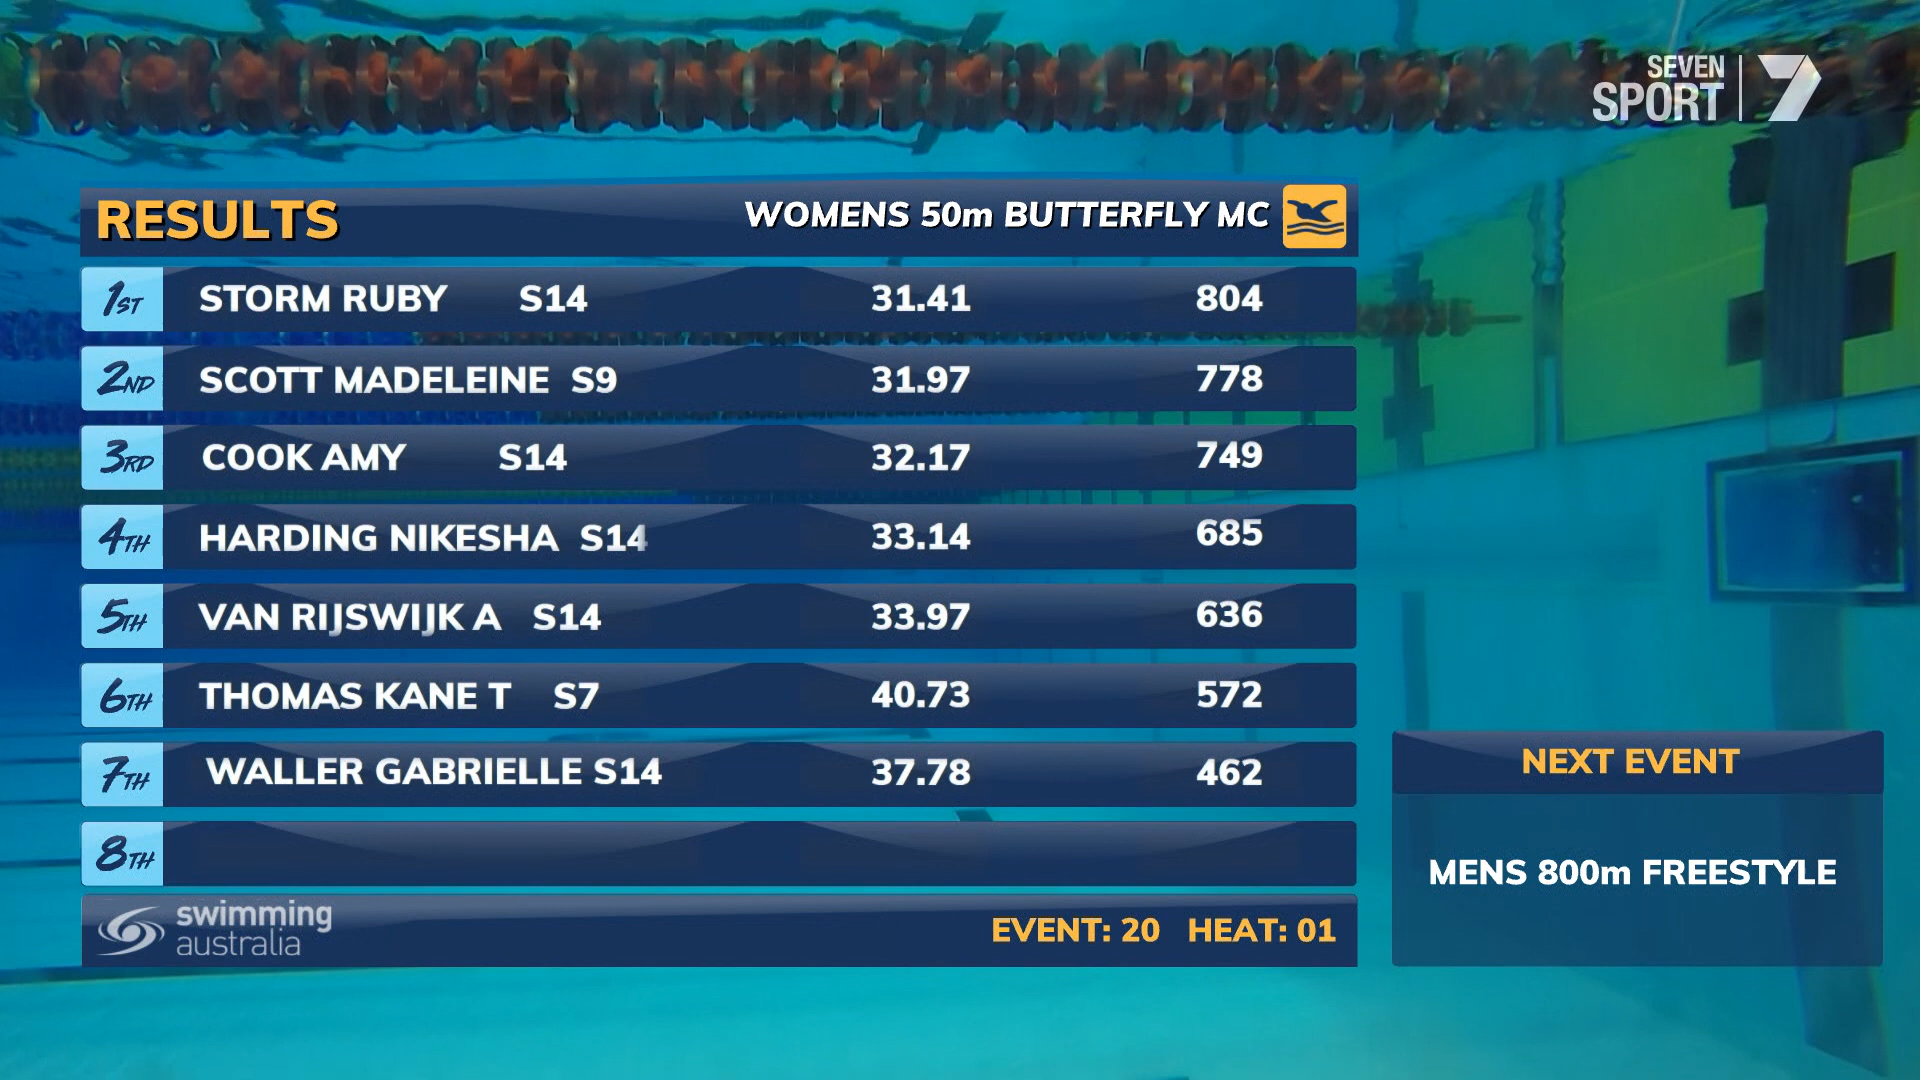 SEVEN
SPORT 7
RESULTS WOMENS 50m BUTTERFLY MC
1ST STORM RUBY S14 31.41 804
2ND SCOTT MADELEINE S9 31.97 778
3RD COOK AMY S14 32.17 749
4TH HARDING NIKESHA S14 33.14 685
5TH VAN RIJSWIJK A S14 33.97 636
6TH THOMAS KANE T S7 40.73 572
7TH WALLER GABRIELLE S14 37.78 462
8TH
swimming
australia
EVENT: 20 HEAT: 01
NEXT EVENT
MENS 800m FREESTYLE